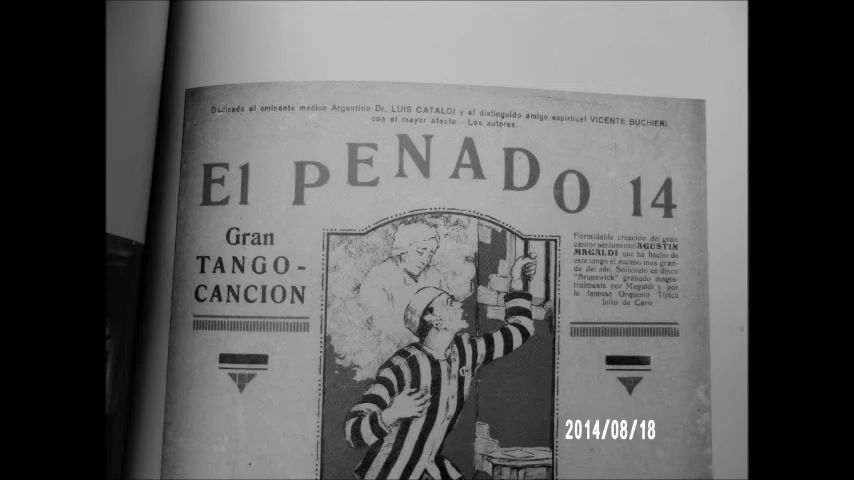 Dedicado al eminente médico Argentino Dr. LUIS CATALDI y al distinguido amigo espiritual VICENTE BUCHIERI
con el mayor afecto - Los autores.
El PENADO 14
Gran
TANGO-
CANCION
Formidable creación del gran
cantor sentimental AGUSTIN
MAGALDI que ha hecho de
este tango el suceso mas gran-
de del año. Solicitelo en disco
"Brunswick" grabado magis-
tralmente por Magaldi y por
la famosa Orquesta Típica
Julio de Caro
2014/08/18